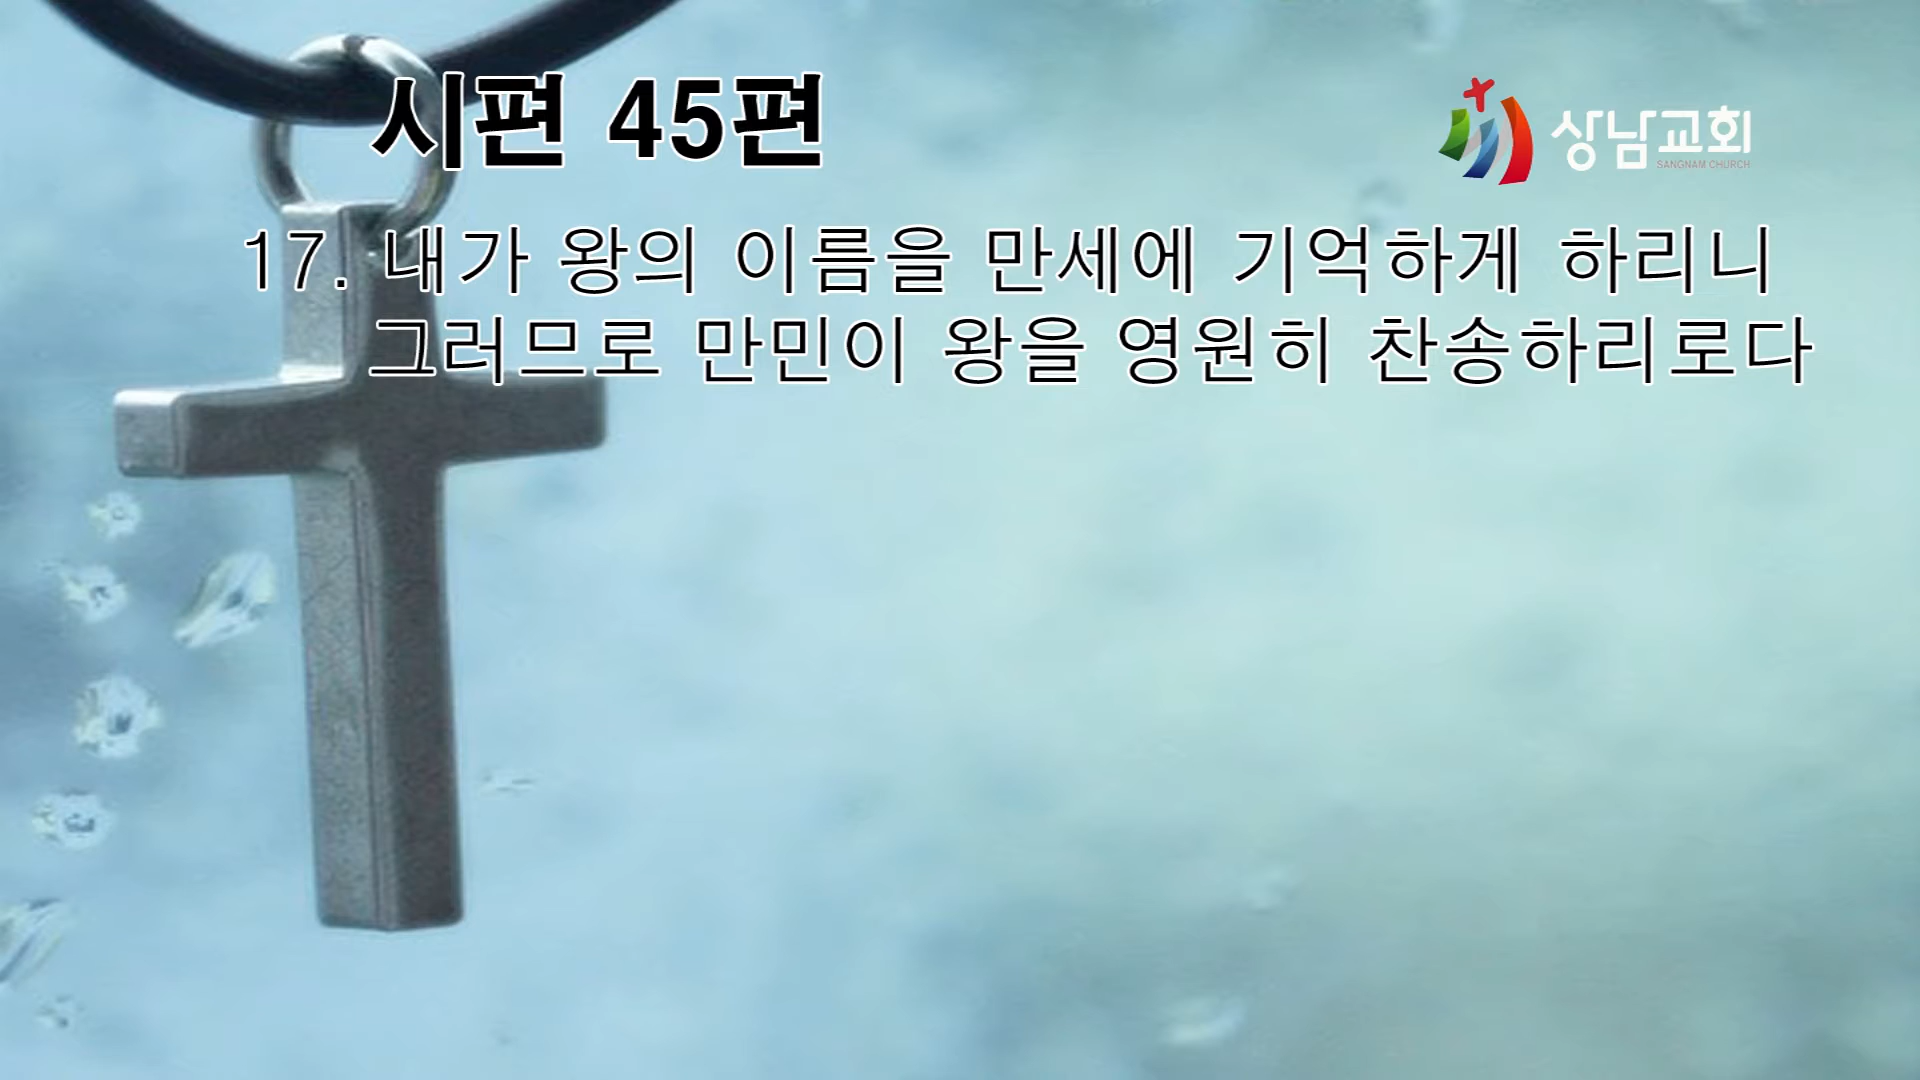 시편 45편
상남교회
SANGNAM CHURCH
17. 내가 왕의 이름을 만세에 기억하게 하리니
그러므로 만민이 왕을 영원히 찬송하리로다